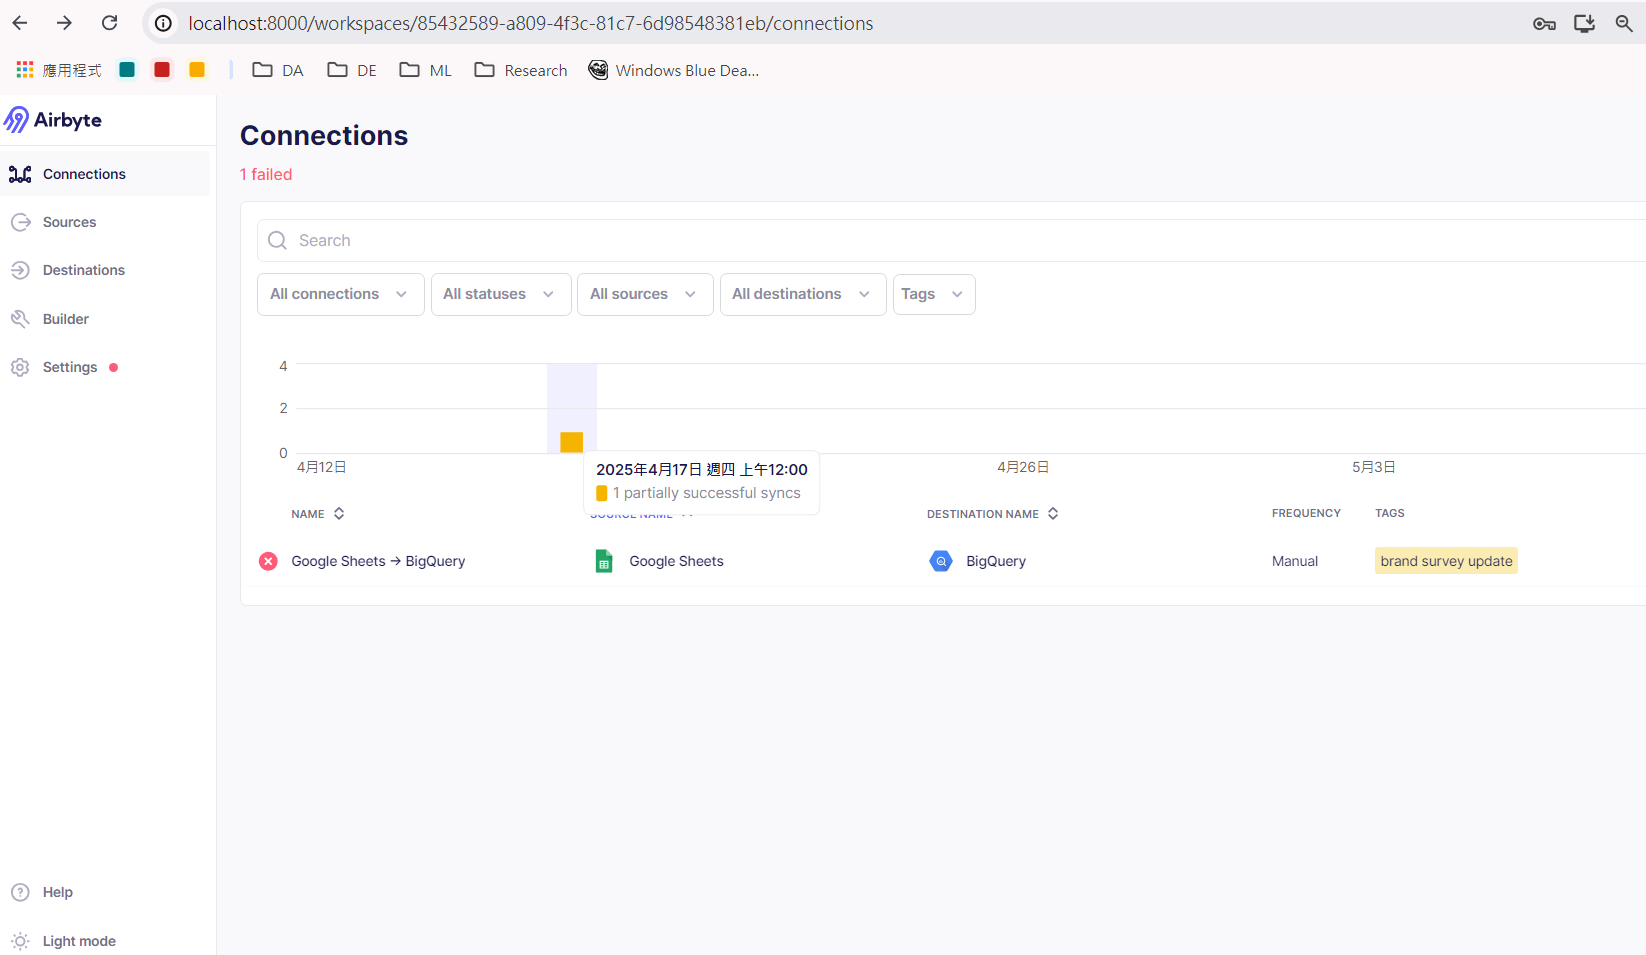 localhost:8000/workspaces/85432589-a809-4f3c-81c7-6d98548381eb/connections
應用程式 DA DE ML Research Windows Blue Dea...
Airbyte
Connections
Sources
Destinations
Builder
Settings
Help
Light mode
Connections
1 failed
Search
All connections All statuses All sources All destinations Tags
4
2
0
4月12日 4月26日 5月3日
2025年4月17日 週四 上午12:00
1 partially successful syncs
NAME SOURCE NAME DESTINATION NAME FREQUENCY TAGS
Google Sheets → BigQuery Google Sheets BigQuery Manual brand survey update